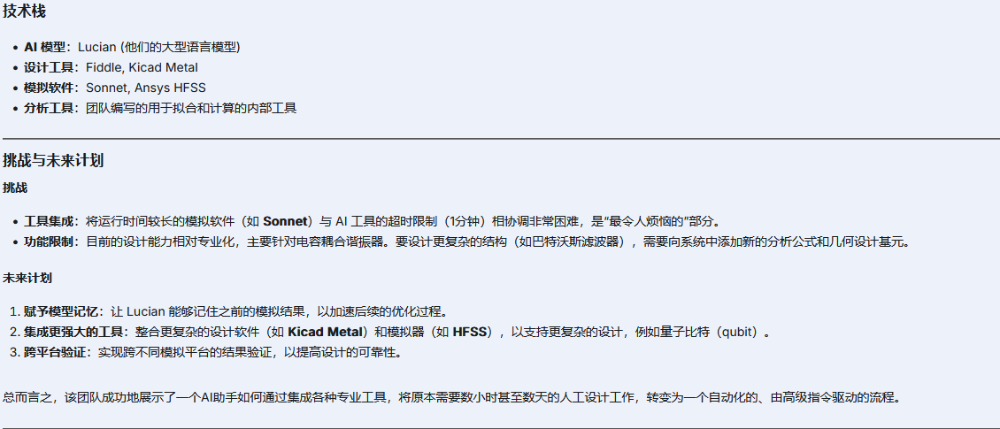 技术栈
• AI 模型：Lucian (他们的大型语言模型)
• 设计工具：Fiddle, Kicad Metal
• 模拟软件：Sonnet, Ansys HFSS
• 分析工具：团队编写的用于拟合和计算的内部工具
挑战与未来计划
挑战
• 工具集成：将运行时间较长的模拟软件（如 Sonnet）与 AI 工具的超时限制（1分钟）相协调非常困难，是“最令人烦恼的”部分。
• 功能限制：目前的设计能力相对专业化，主要针对电容耦合谐振器。要设计更复杂的结构（如巴特沃斯滤波器），需要向系统中添加新的分析公式和几何设计基元。
未来计划
1. 赋予模型记忆：让 Lucian 能够记住之前的模拟结果，以加速后续的优化过程。
2. 集成更强大的工具：整合更复杂的设计软件（如 Kicad Metal）和模拟器（如 HFSS），以支持更复杂的设计，例如量子比特（qubit）。
3. 跨平台验证：实现跨不同模拟平台的结果验证，以提高设计的可靠性。
总而言之，该团队成功地展示了一个AI助手如何通过集成各种专业工具，将原本需要数小时甚至数天的人工设计工作，转变为一个自动化的、由高级指令驱动的流程。